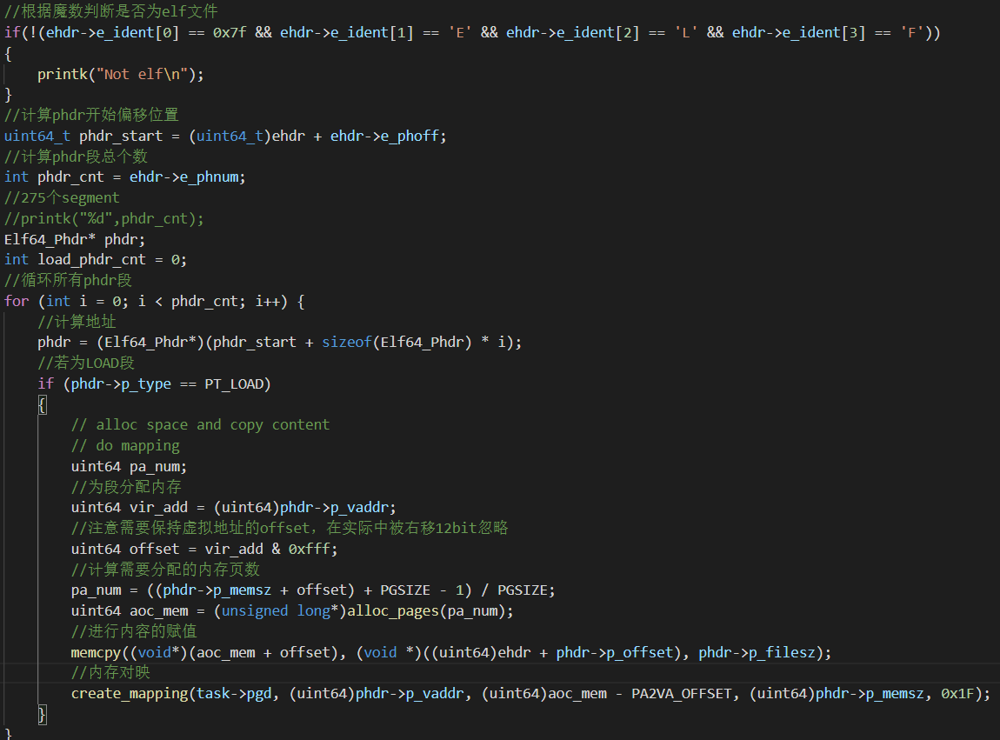 //根据魔数判断是否为elf文件
if(!((ehdr->e_ident[0] == 0x7f && ehdr->e_ident[1] == 'E' && ehdr->e_ident[2] == 'L' && ehdr->e_ident[3] == 'F'))
{
    printk("Not elf\n");
}
//计算phdr开始偏移位置
uint64_t phdr_start = (uint64_t)ehdr + ehdr->e_phoff;
//计算phdr段总个数
int phdr_cnt = ehdr->e_phnum;
//275个segment
//printk("%d",phdr_cnt);
Elf64_Phdr* phdr;
int load_phdr_cnt = 0;
//循环所有phdr段
for (int i = 0; i < phdr_cnt; i++) {
    //计算地址
    phdr = (Elf64_Phdr*)(phdr_start + sizeof(Elf64_Phdr) * i);
    //若为LOAD段
    if (phdr->p_type == PT_LOAD)
    {
        // alloc space and copy content
        // do mapping
        uint64 pa_num;
        //为段分配内存
        uint64 vir_add = (uint64)phdr->p_vaddr;
        //注意需要保持虚拟地址的offset，在实际中被右移12bit忽略
        uint64 offset = vir_add & 0xfff;
        //计算需要分配的内存页数
        pa_num = ((phdr->p_memsz + offset) + PGSIZE - 1) / PGSIZE;
        uint64 aoc_mem = (unsigned long*)alloc_pages(pa_num);
        //进行内容的赋值
        memcpy((void*)(aoc_mem + offset), (void *)((uint64)ehdr + phdr->p_offset), phdr->p_filesz);
        //内存对映
        create_mapping(task->pgd, (uint64)phdr->p_vaddr, (uint64)aoc_mem - PA2VA_OFFSET, (uint64)phdr->p_memsz, 0x1F);
    }
}